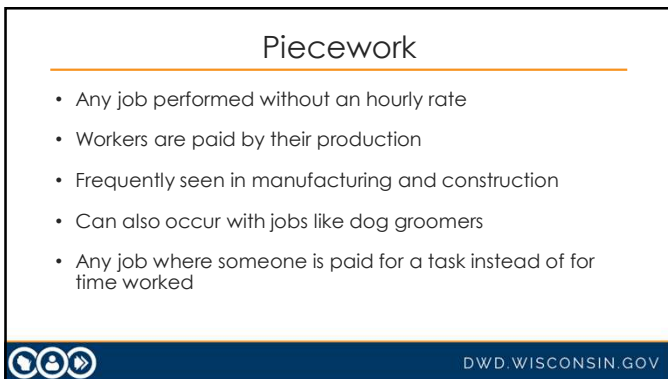 Piecework
• Any job performed without an hourly rate
• Workers are paid by their production
• Frequently seen in manufacturing and construction
• Can also occur with jobs like dog groomers
• Any job where someone is paid for a task instead of for
time worked
DWD.WISCONSIN.GOV